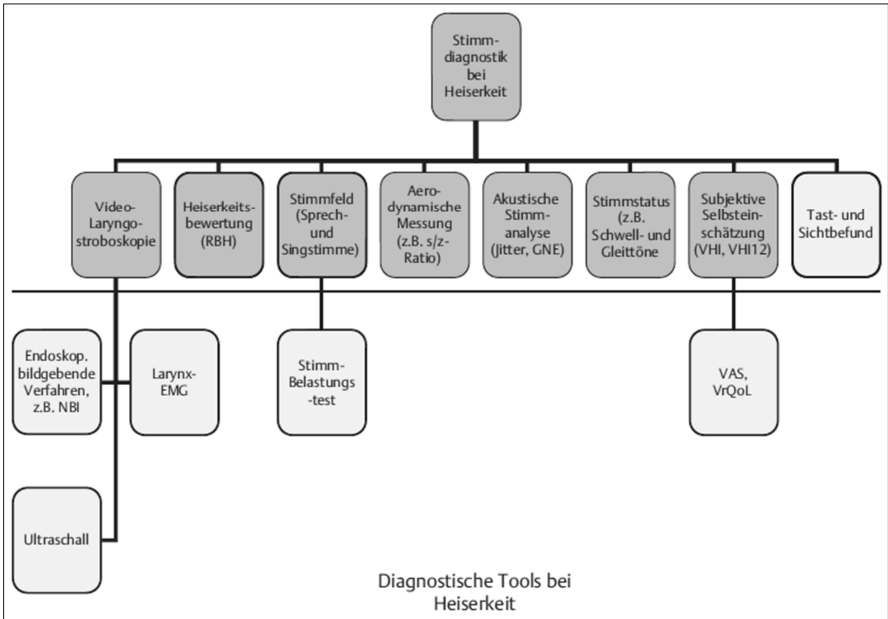 Stimm-
diagnostik
bei
Heiserkeit
Video-
Laryngo-
stroboskopie
Heiserkeits-
bewertung
(RBH)
Stimmfeld
(Sprech-
und
Singstimme)
Aero-
dynamische
Messung
(z.B. s/z-
Ratio)
Akustische
Stimm-
analyse
(Jitter, GNE)
Stimmstatus
(z.B.
Schwell- und
Gleittöne
Subjektive
Selbstein-
schätzung
(VHI, VHI12)
Tast- und
Sichtbefund
Endoskop.
bildgebende
Verfahren,
z.B. NBI
Larynx-
EMG
Stimm-
Belastungs
-test
VAS,
VrQoL
Ultraschall
Diagnostische Tools bei
Heiserkeit